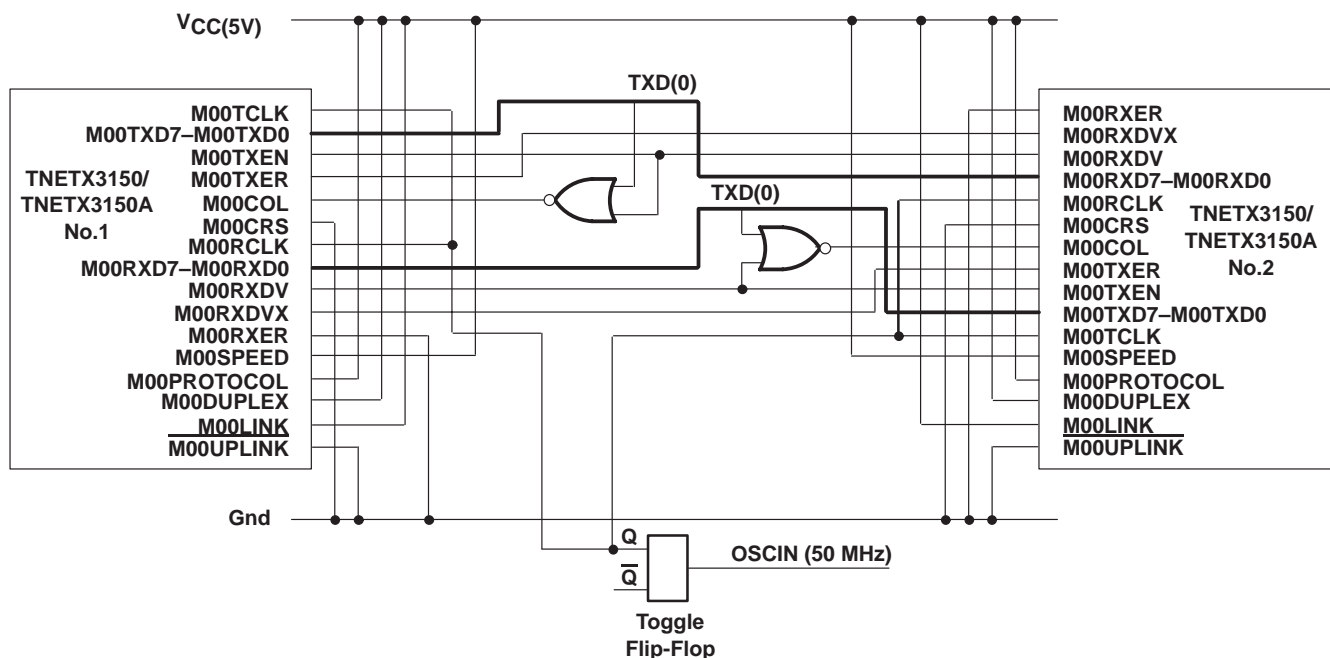 VCC(5V)
TXD(0)
M00TCLK
M00TXD7–M00TXD0
M00TXEN
M00TXER
M00COL
M00CRS
M00RCLK
M00RXD7–M00RXD0
M00RXDV
M00RXDVX
M00RXER
M00SPEED
M00PROTOCOL
M00DUPLEX
M00LINK
M00UPLINK
TNETX3150/
TNETX3150A
No.1
TXD(0)
M00RXER
M00RXDVX
M00RXDV
M00RXD7–M00RXD0
M00RCLK
M00CRS
M00COL
M00TXER
M00TXEN
M00TXD7–M00TXD0
M00TCLK
M00SPEED
M00PROTOCOL
M00DUPLEX
M00LINK
M00UPLINK
TNETX3150/
TNETX3150A
No.2
Gnd
Q
Q
OSCIN (50 MHz)
Toggle
Flip-Flop